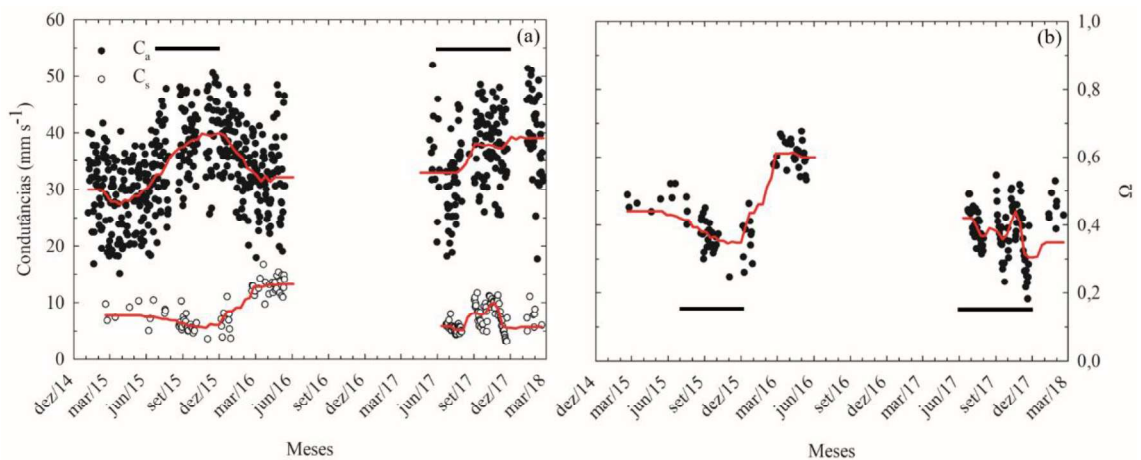 (a)
C_a
C_s
Condutâncias (mm s⁻¹)
60
50
40
30
20
10
0
dez/14
mar/15
jun/15
set/15
dez/15
mar/16
jun/16
set/16
dez/16
mar/17
jun/17
set/17
dez/17
mar/18
Meses
(b)
1,0
0,8
0,6
0,4
0,2
0,0
Ω
dez/14
mar/15
jun/15
set/15
dez/15
mar/16
jun/16
set/16
dez/16
mar/17
jun/17
set/17
dez/17
mar/18
Meses